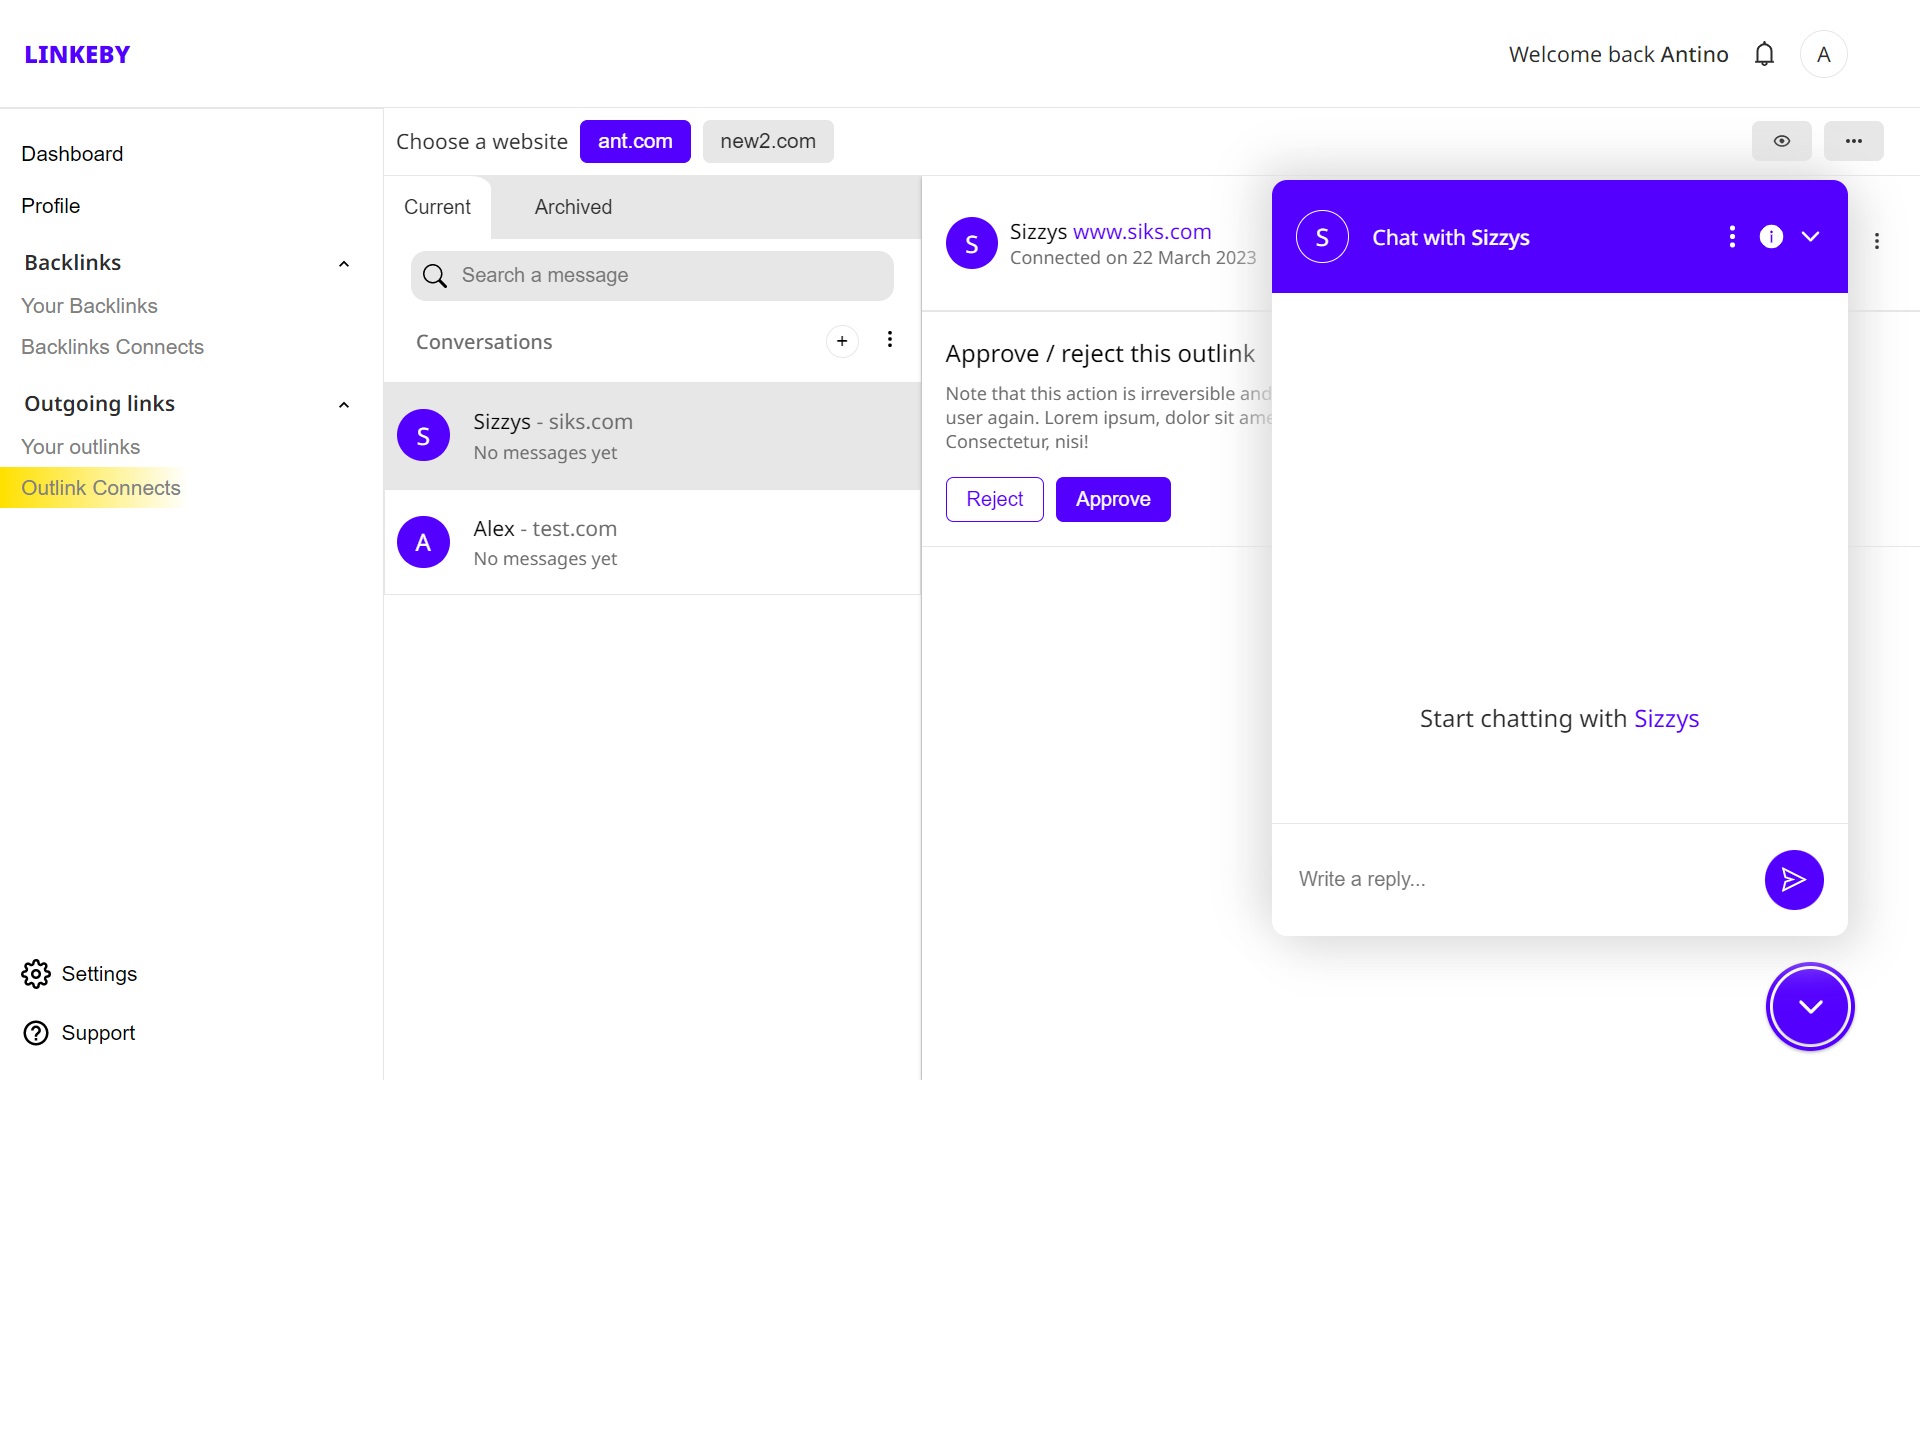 LINKEBY
Welcome back Antino
A
Dashboard
Profile
Backlinks
Your Backlinks
Backlinks Connects
Outgoing links
Your outlinks
Outlink Connects
Settings
Support
Choose a website
ant.com
new2.com
Current
Archived
Search a message
Conversations
+
S
Sizzys - siks.com
No messages yet
A
Alex - test.com
No messages yet
S
Sizzys www.siks.com
Connected on 22 March 2023
Approve / reject this outlink
Note that this action is irreversible and
user again. Lorem ipsum, dolor sit ame
Consectetur, nisi!
Reject
Approve
S
Chat with Sizzys
Start chatting with Sizzys
Write a reply...